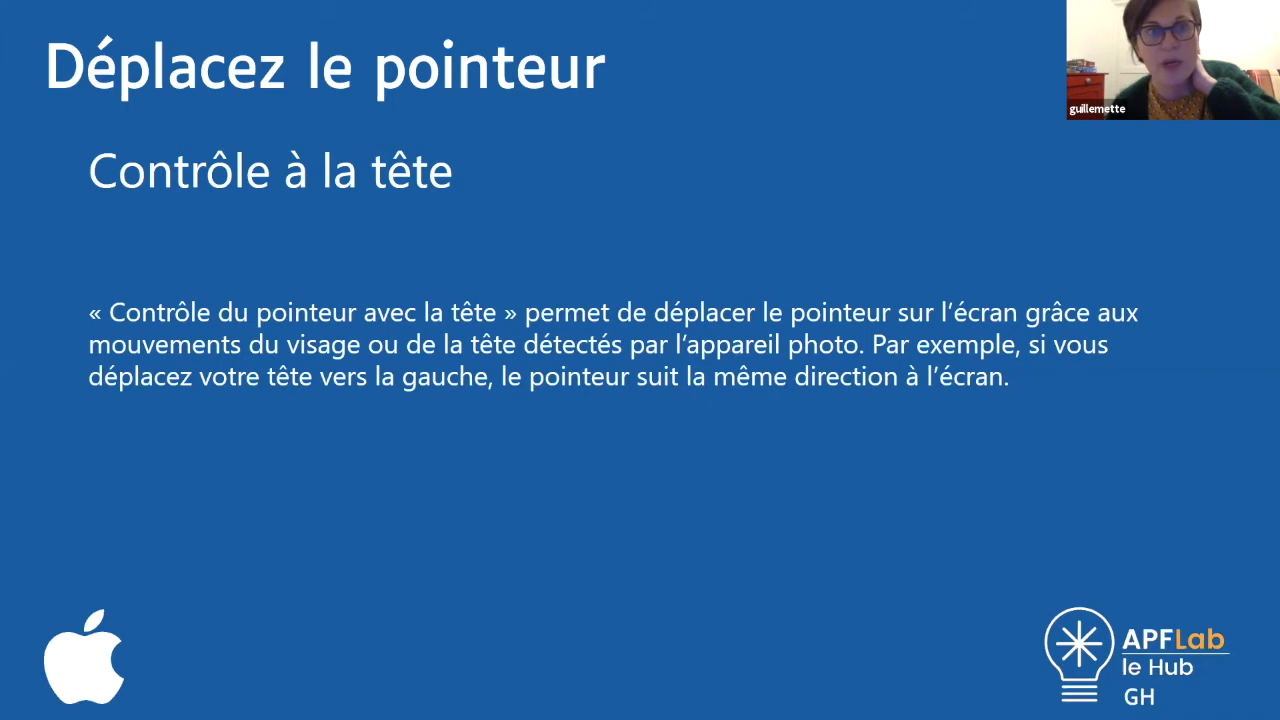 Déplacez le pointeur
guillemette
Contrôle à la tête
« Contrôle du pointeur avec la tête » permet de déplacer le pointeur sur l’écran grâce aux
mouvements du visage ou de la tête détectés par l’appareil photo. Par exemple, si vous
déplacez votre tête vers la gauche, le pointeur suit la même direction à l’écran.
APFLab
le Hub
GH